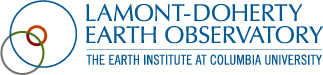 LAMONT-DOHERTY
EARTH OBSERVATORY
THE EARTH INSTITUTE AT COLUMBIA UNIVERSITY